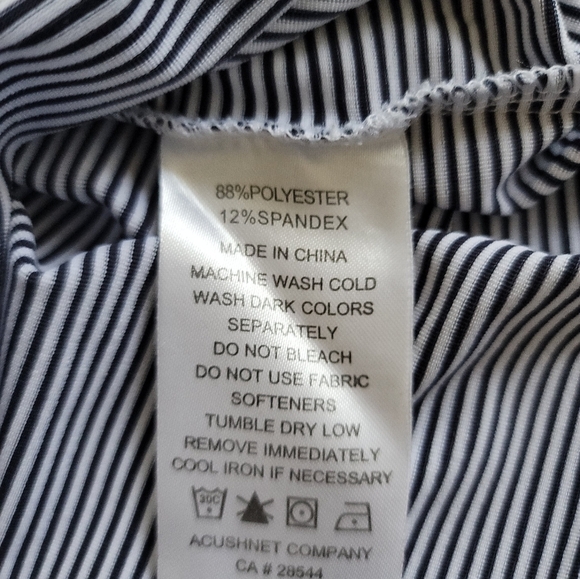 88%POLYESTER
12%SPANDEX
MADE IN CHINA
MACHINE WASH COLD
WASH DARK COLORS
SEPARATELY
DO NOT BLEACH
DO NOT USE FABRIC
SOFTENERS
TUMBLE DRY LOW
REMOVE IMMEDIATELY
COOL IRON IF NECESSARY
30C
ACUSHNET COMPANY
CA # 28544